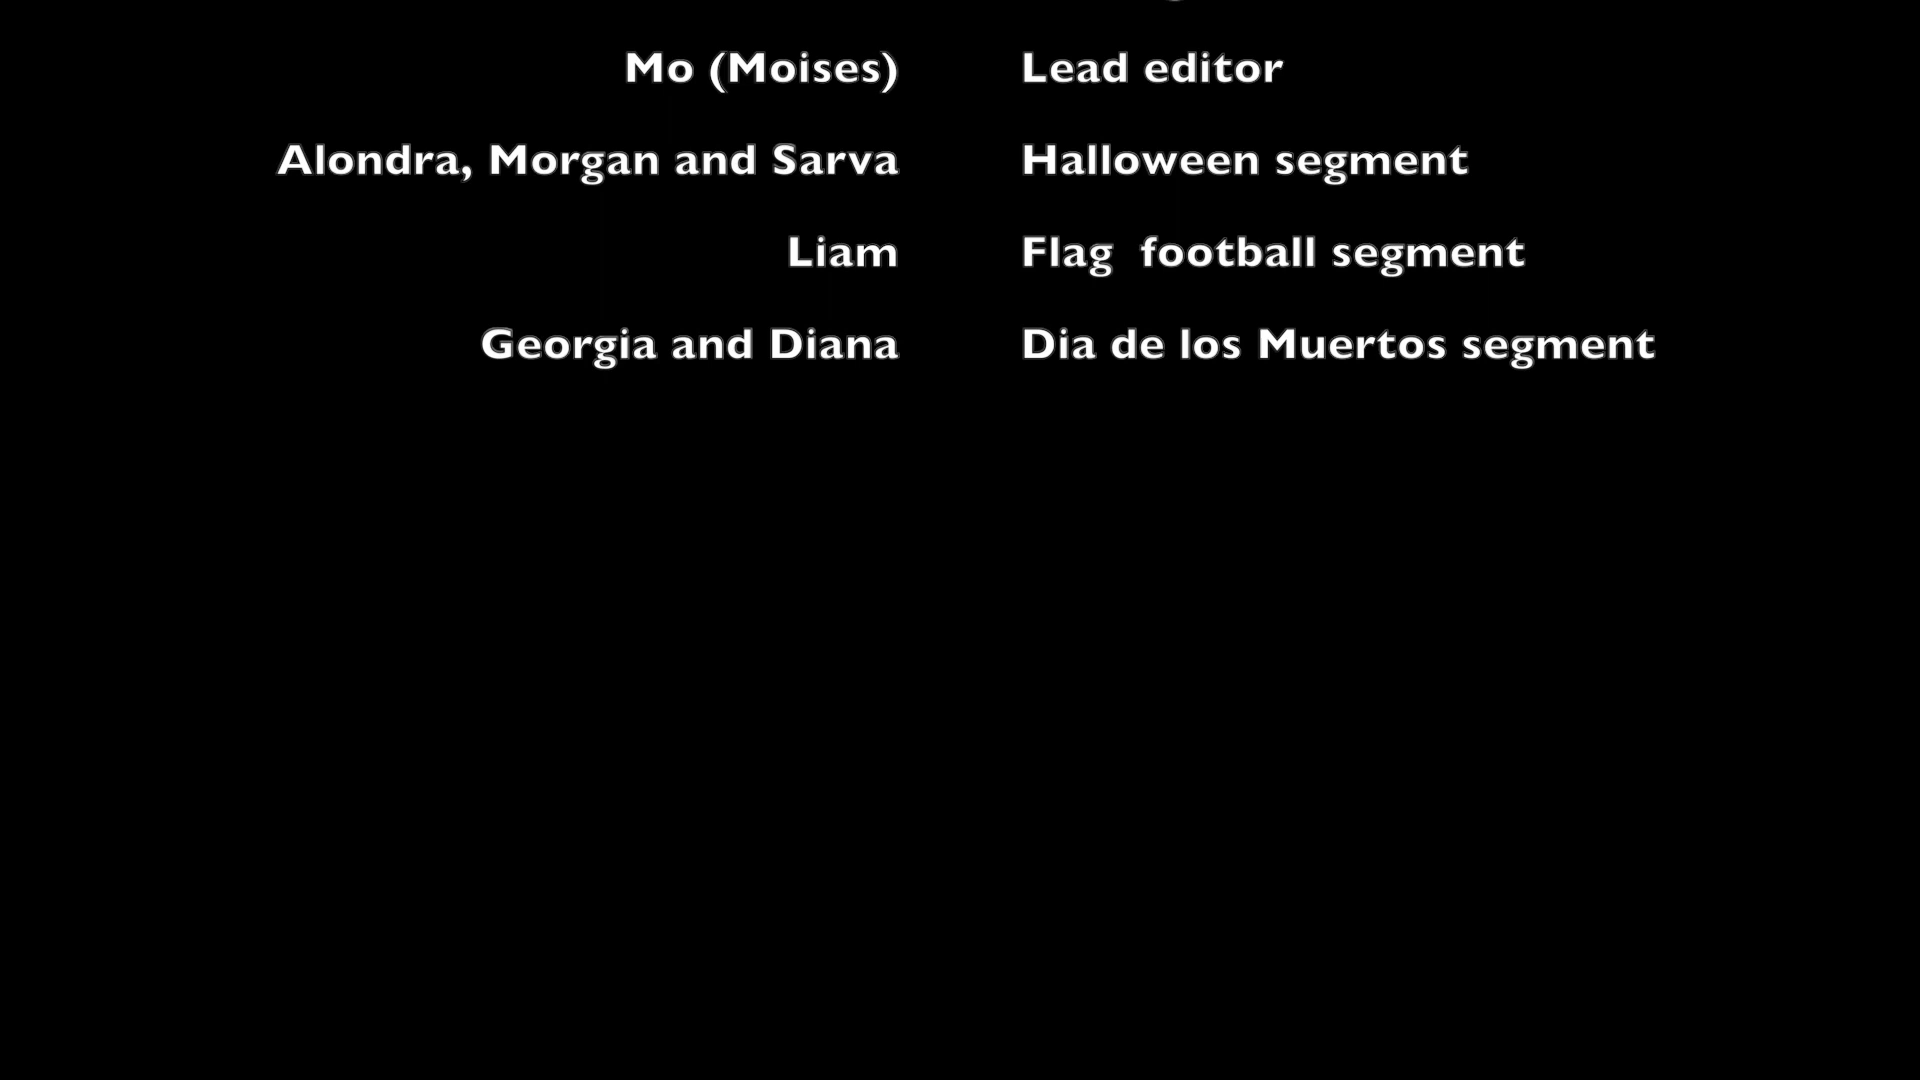 Mo (Moises) Lead editor
Alondra, Morgan and Sarva Halloween segment
Liam Flag  football segment
Georgia and Diana Dia de los Muertos segment